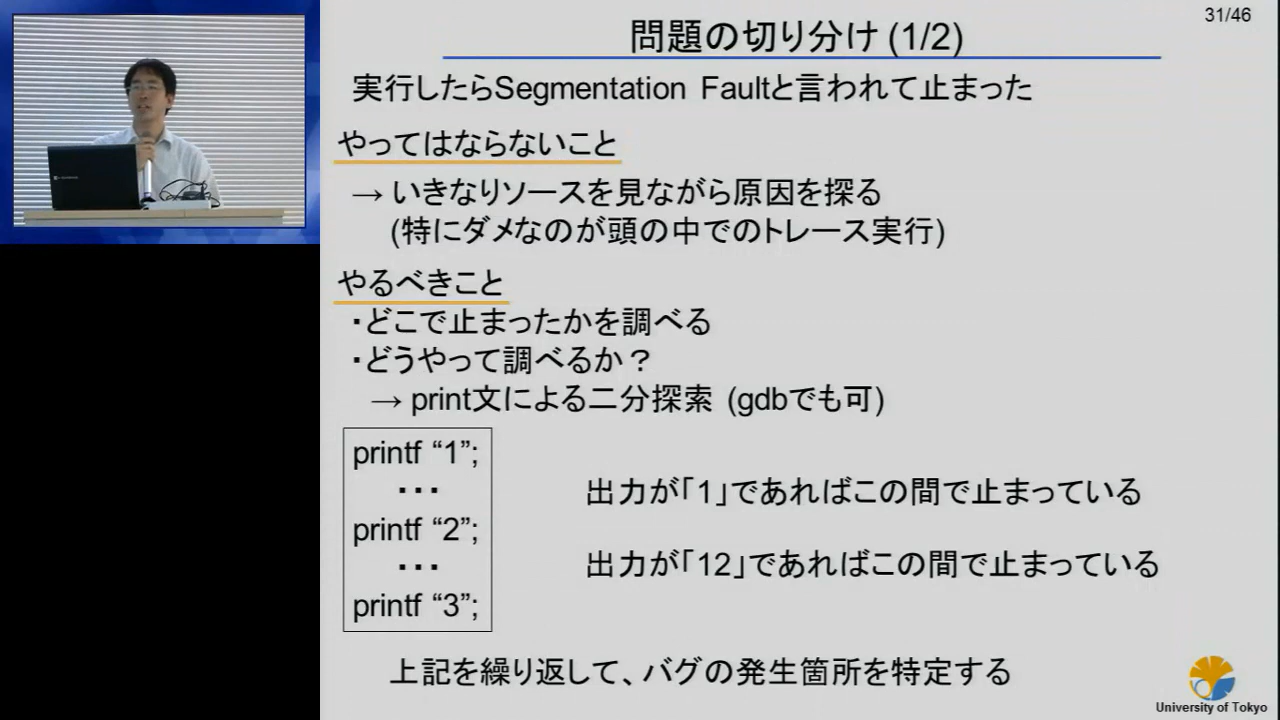 31/46
問題の切り分け (1/2)
実行したらSegmentation Faultと言われて止まった
やってはならないこと
→ いきなりソースを見ながら原因を探る
(特にダメなのが頭の中でのトレース実行)
やるべきこと
・どこで止まったかを調べる
・どうやって調べるか？
→ print文による二分探索 (gdbでも可)
printf “1”;
・・・
出力が「1」であればこの間で止まっている
printf “2”;
・・・
出力が「12」であればこの間で止まっている
printf “3”;
上記を繰り返して、バグの発生箇所を特定する
University of Tokyo